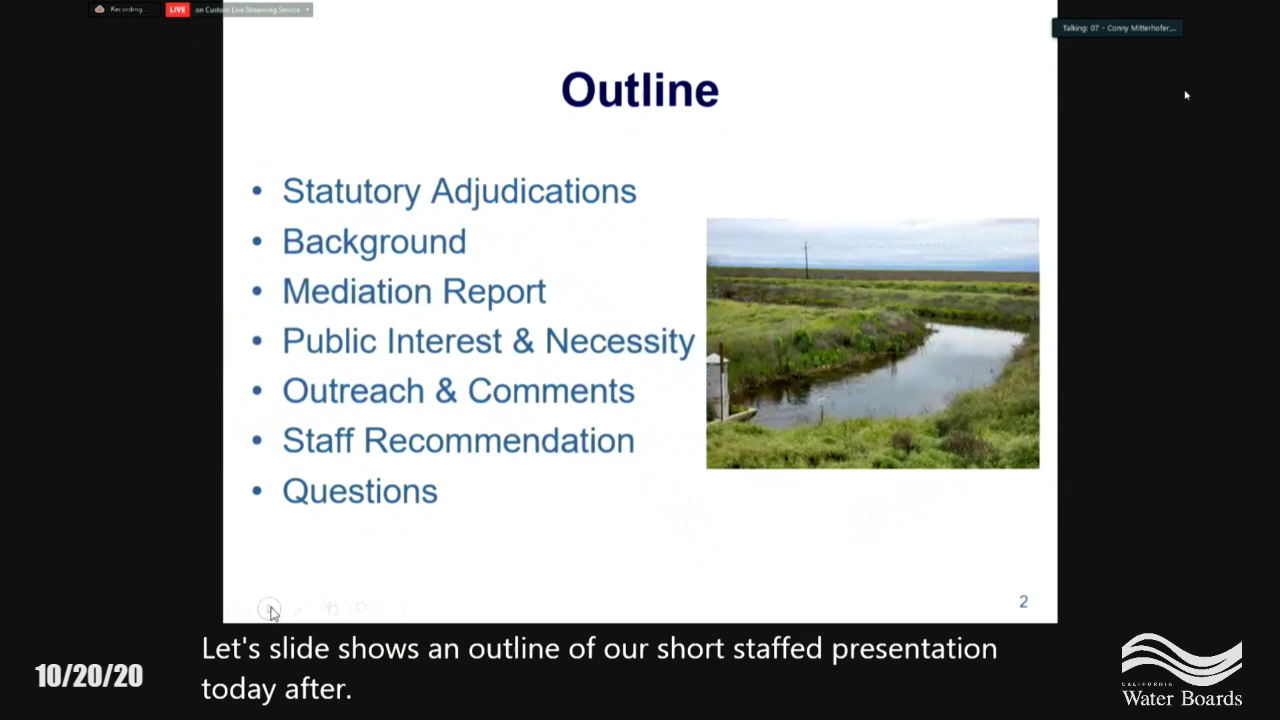 Recording...
LIVE on Custom Live Streaming Service
Talking: 07 - Conny Mitterhofer,...
Outline
• Statutory Adjudications
• Background
• Mediation Report
• Public Interest & Necessity
• Outreach & Comments
• Staff Recommendation
• Questions
2
Let's slide shows an outline of our short staffed presentation
today after.
10/20/20
CALIFORNIA
Water Boards